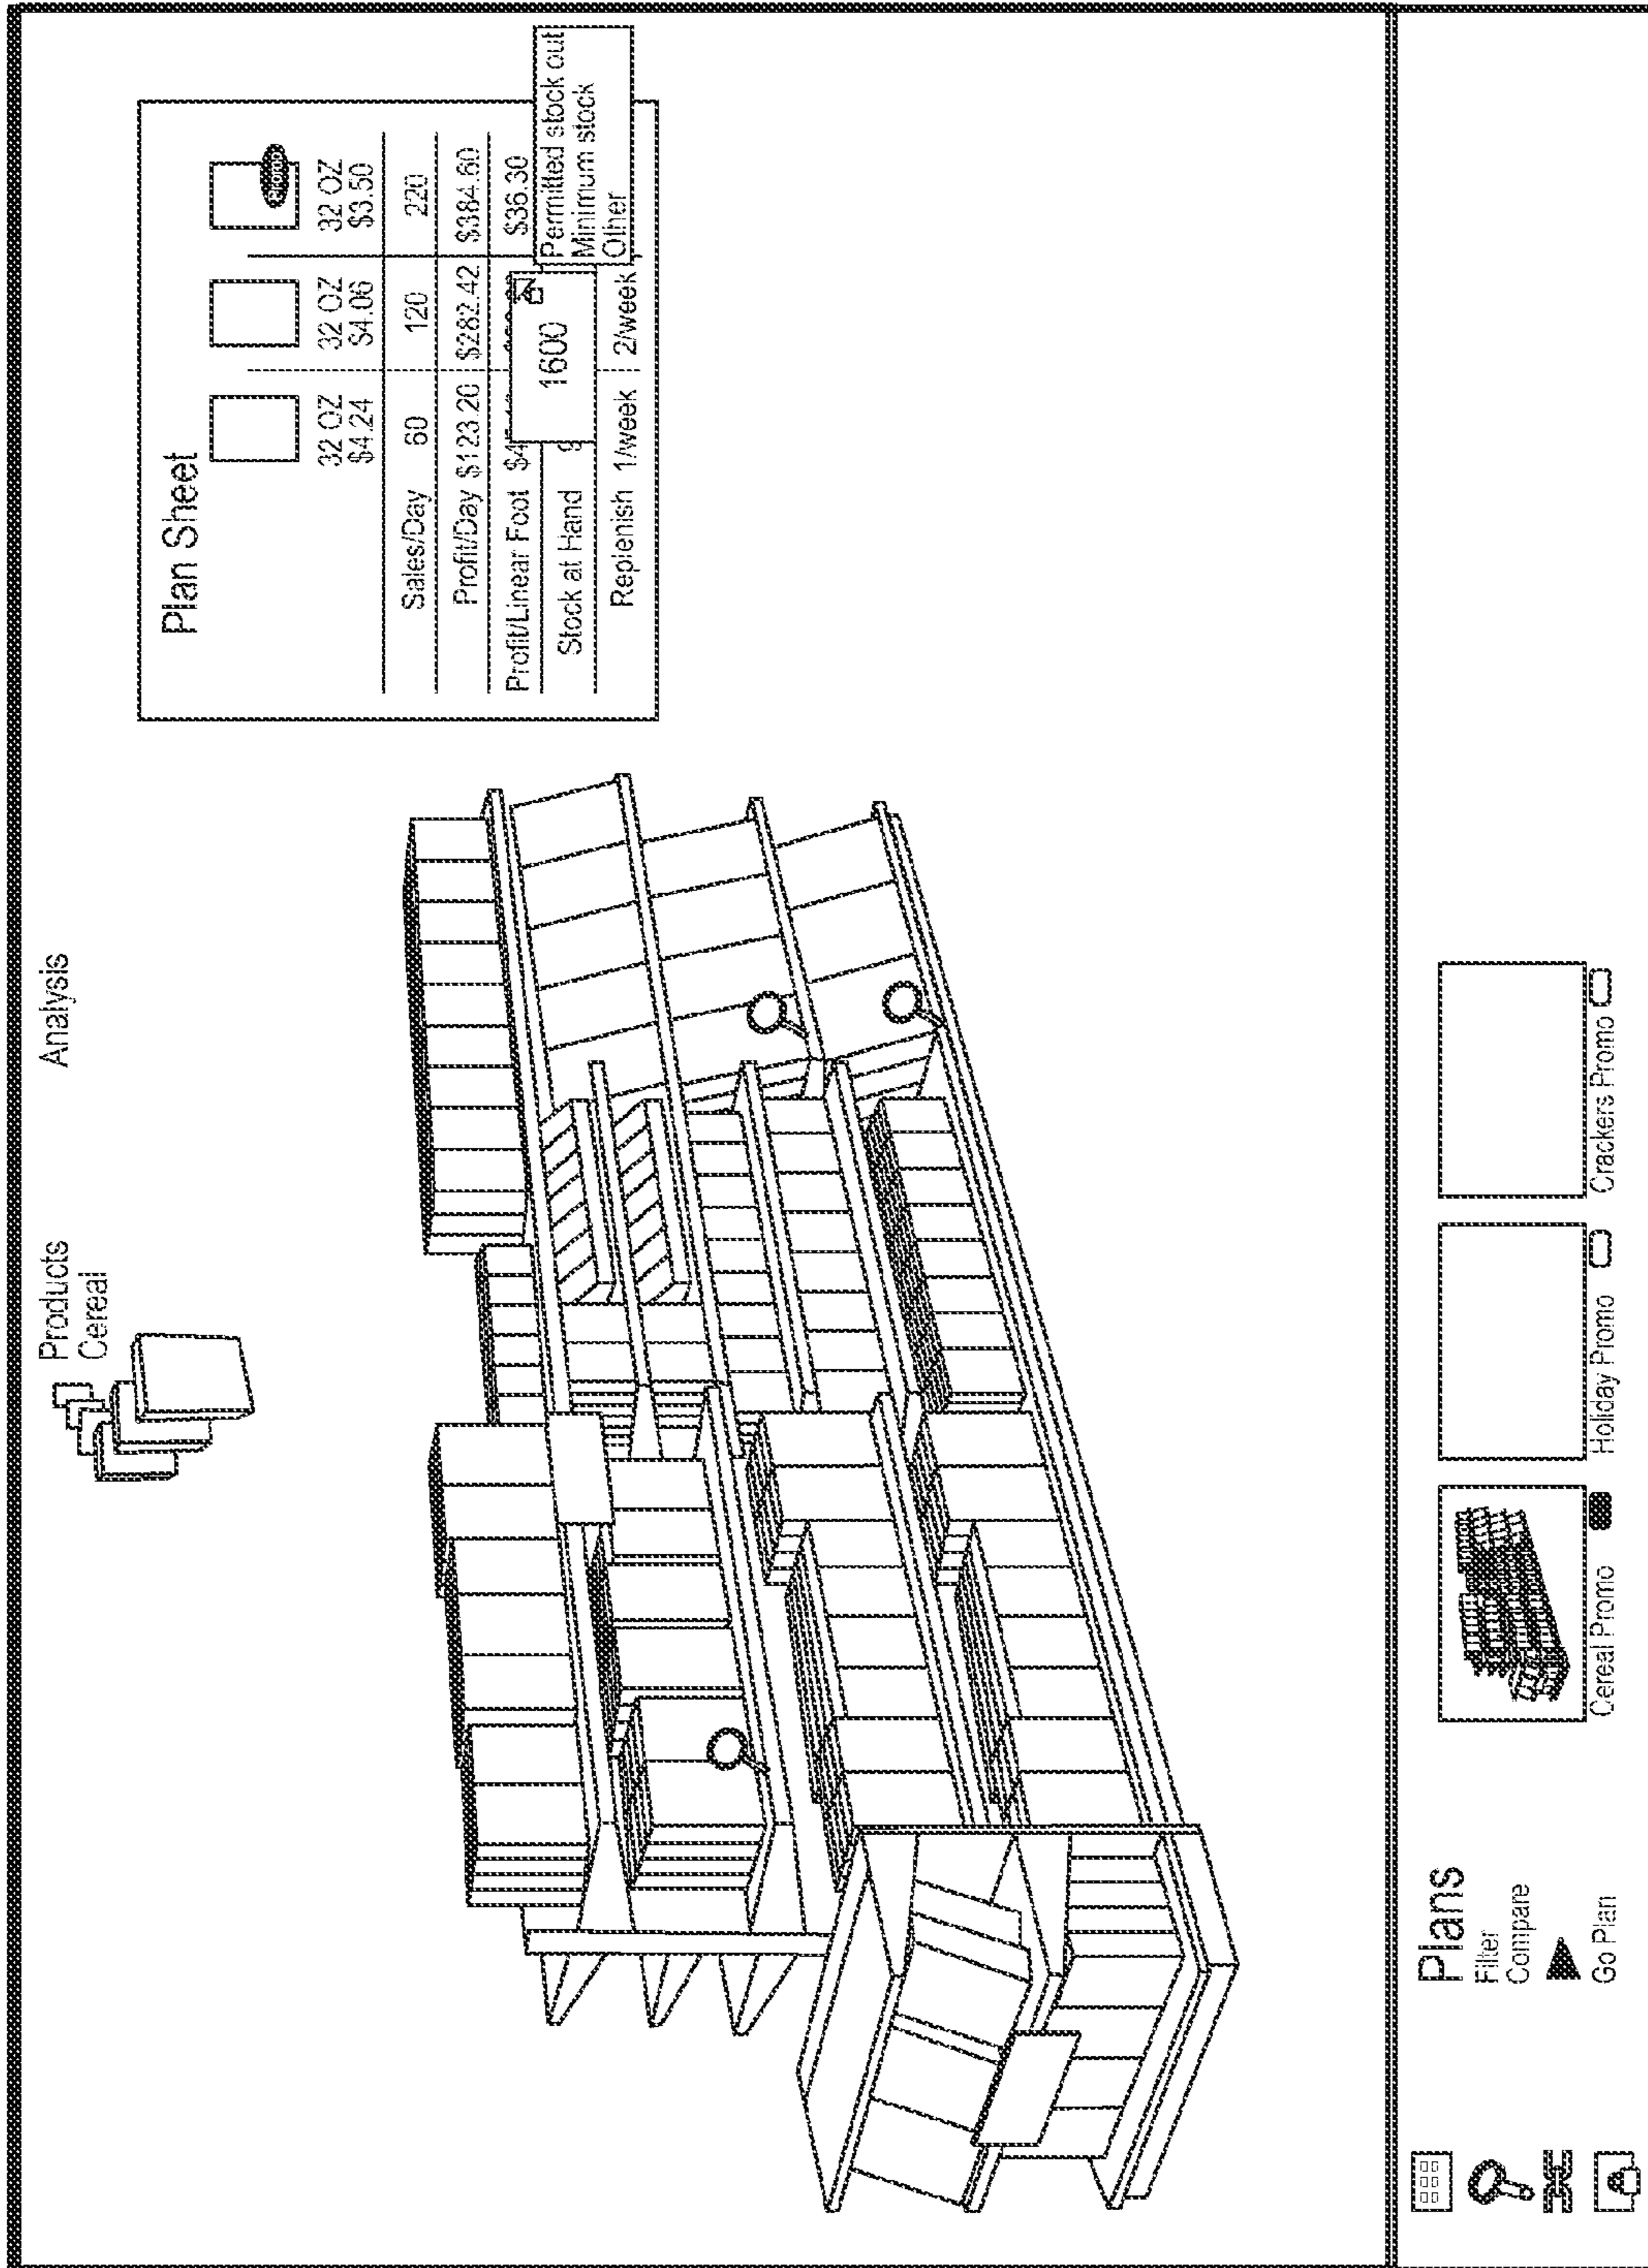 Products
Cereal
Analysis
Plan Sheet
32 OZ 32 OZ 32 OZ
$4.24 $4.06 $3.50
Sales/Day 60 120 220
Profit/Day $123.20 $282.42 $384.60
Profit/Linear Foot $4 $36.30
Stock at Hand 1600
Permitted stock out
Minimum stock
Other
Replenish 1/week 2/week
Plans
Filter
Compare
Go Plan
Cereal Promo
Holiday Promo
Crackers Promo